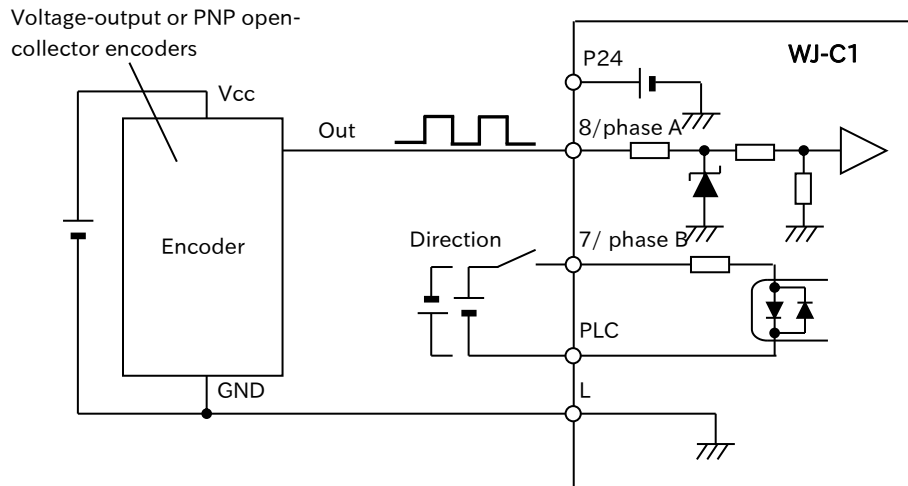 Voltage-output or PNP open-
collector encoders
P24
WJ-C1
Vcc
Out
8/phase A
Encoder
Direction
7/ phase B
PLC
GND
L